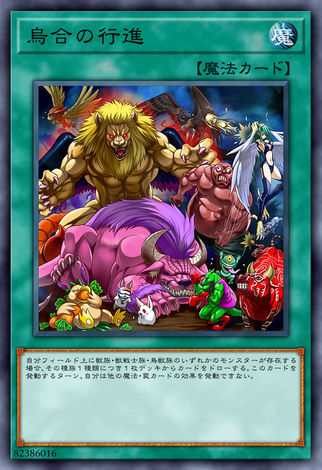 烏合の行進
魔
【魔法カード】
自分フィールド上に獣族・獣戦士族・鳥獣族のいずれかのモンスターが存在する
場合、その種族1種類につき1枚デッキからカードをドローする。このカードを
発動するターン、自分は他の魔法・罠カードの効果を発動できない。
82386016